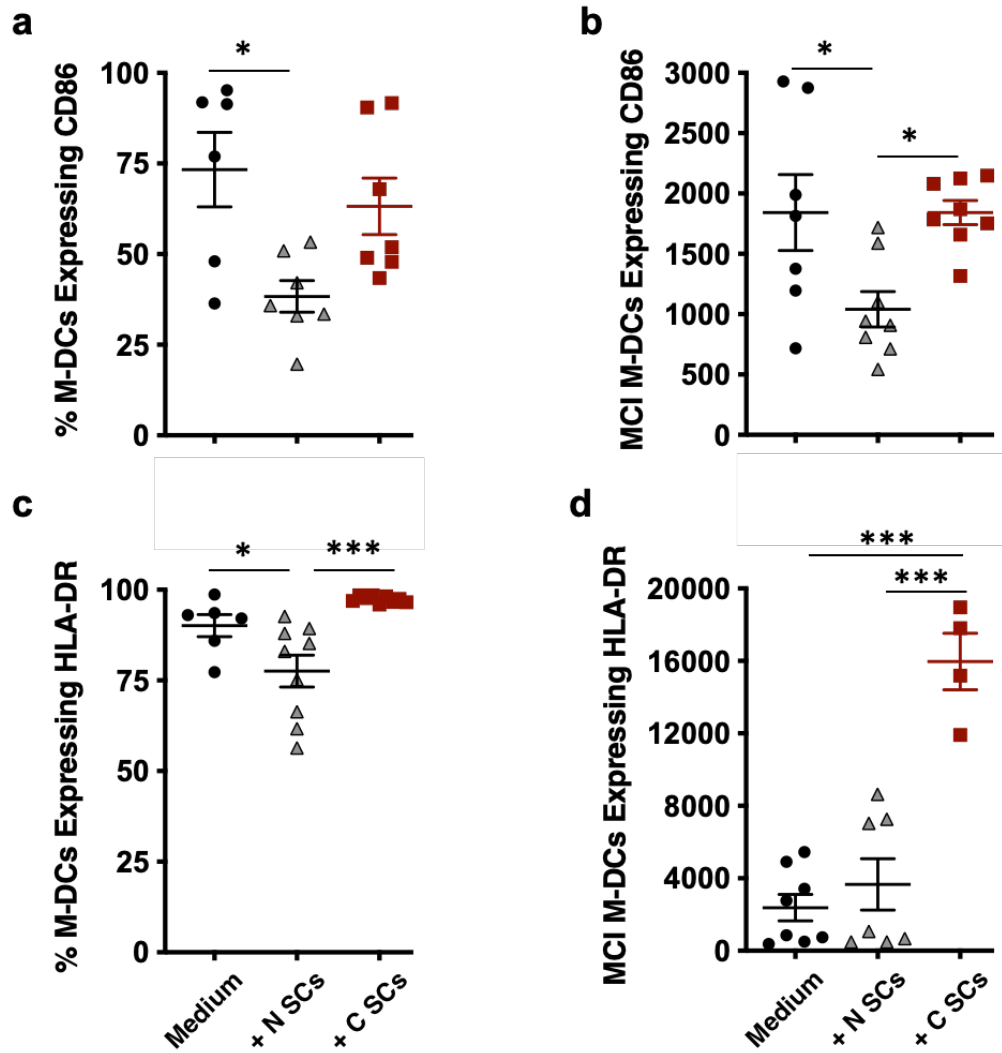 a
*
% M-DCs Expressing CD86
100
75
50
25
0
b
*
*
MCI M-DCs Expressing CD86
3000
2500
2000
1500
1000
500
0
c
*
***
% M-DCs Expressing HLA-DR
100
75
50
25
0
Medium
+ N SCs
+ C SCs
d
***
***
MCI M-DCs Expressing HLA-DR
20000
16000
12000
8000
4000
0
Medium
+ N SCs
+ C SCs